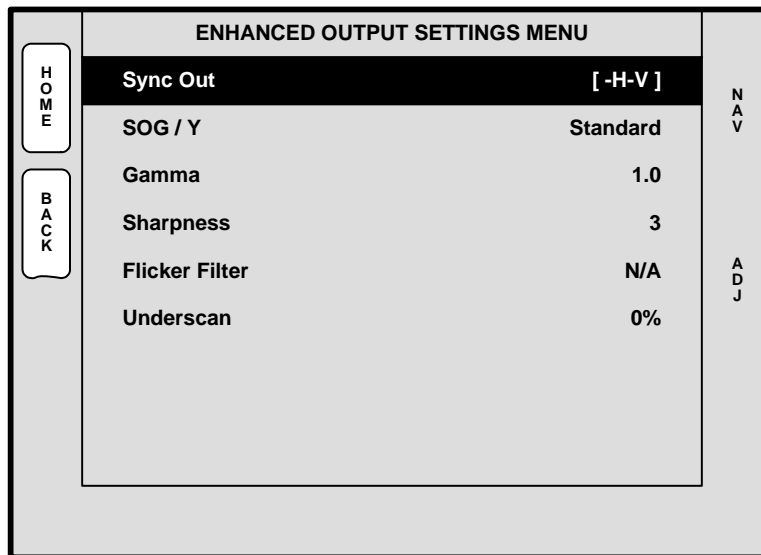 ENHANCED OUTPUT SETTINGS MENU
HOME
BACK
Sync Out [ -H-V ]
SOG / Y Standard
Gamma 1.0
Sharpness 3
Flicker Filter N/A
Underscan 0%
NAV
ADJ